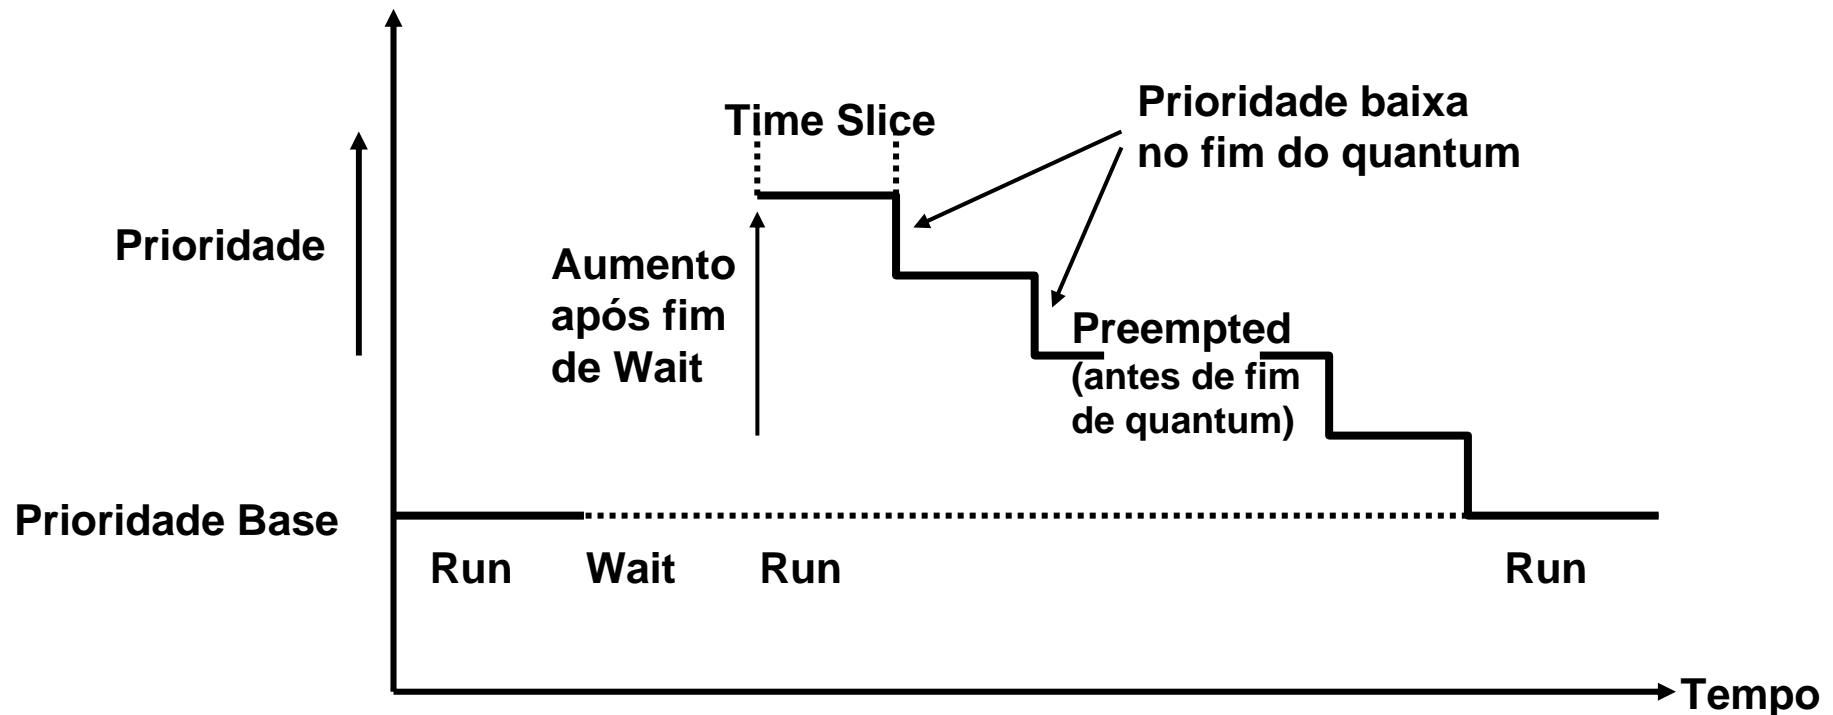 Time Slice
Prioridade baixa
no fim do quantum
Prioridade
Aumento
após fim
de Wait
Preempted
(antes de fim
de quantum)
Prioridade Base
Run
Wait
Run
Run
Tempo